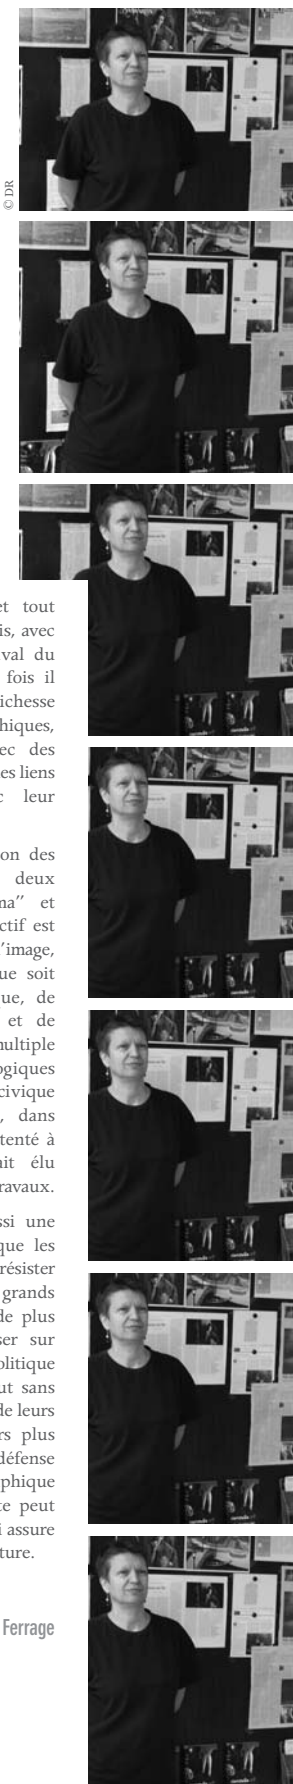 © DR
et tout
is, avec
val du
fois il
ichesse
hiques,
ec des
es liens
c leur
on des
deux
ma” et
ctif est
’image,
ue soit
ue, de
et de
multiple
ogiques
civique
, dans
tenté à
it élu
ravaux.
ssi une
que les
résister
grands
de plus
ser sur
olitique
ut sans
de leurs
rs plus
défense
phique
te peut
i assure
ture.
Ferrage